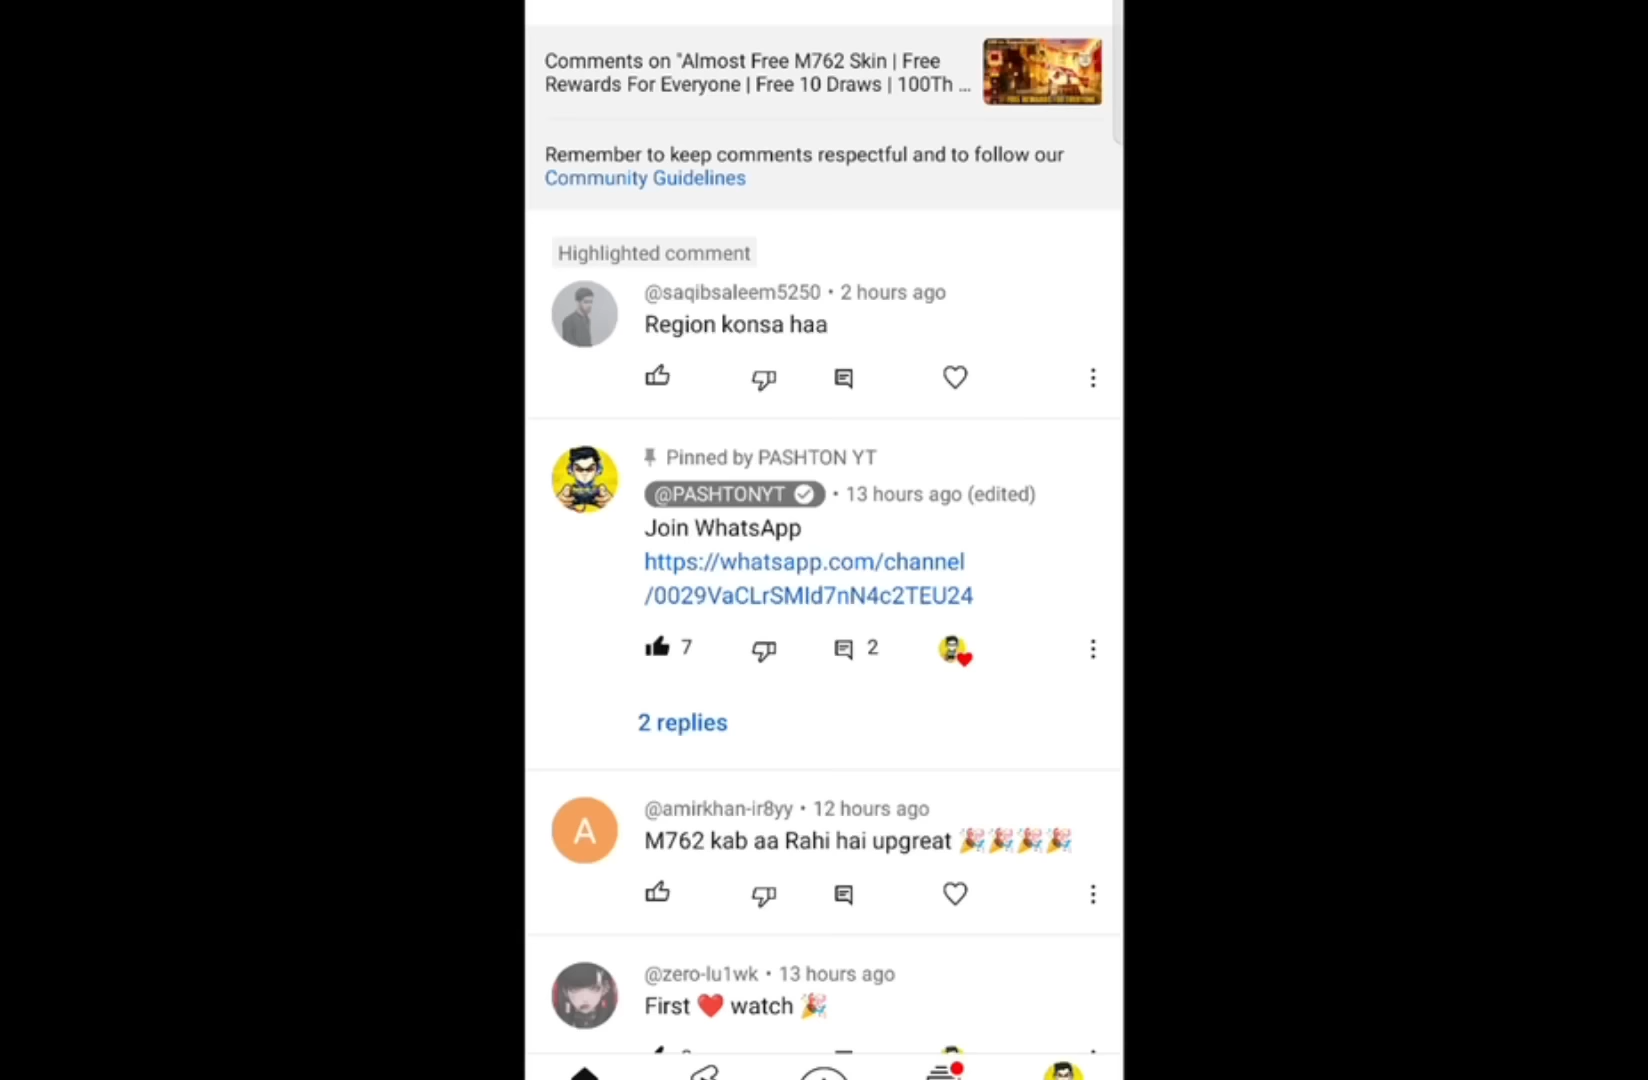 Comments on "Almost Free M762 Skin | Free
Rewards For Everyone | Free 10 Draws | 100Th ...
Remember to keep comments respectful and to follow our
Community Guidelines
Highlighted comment
@saqibsaleem5250 • 2 hours ago
Region konsa haa
Pinned by PASHTON YT
@PASHTONYT • 13 hours ago (edited)
Join WhatsApp
https://whatsapp.com/channel
/0029VaCLrSMId7nN4c2TEU24
7 2
2 replies
A
@amirkhan-ir8yy • 12 hours ago
M762 kab aa Rahi hai upgreat 🎉🎉🎉🎉
@zero-lu1wk • 13 hours ago
First ❤️ watch 🎉